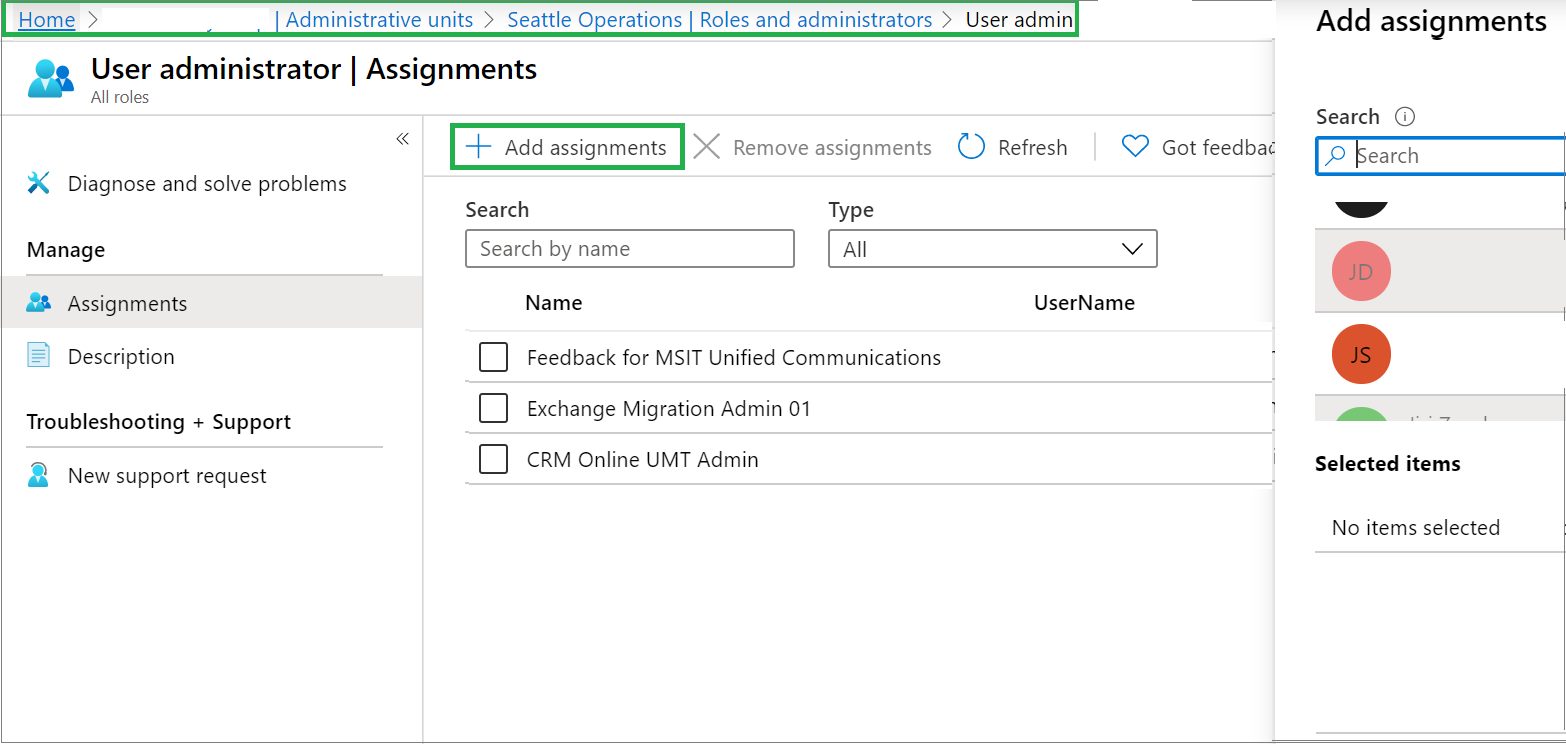 Home > | Administrative units > Seattle Operations | Roles and administrators > User admin
User administrator | Assignments
All roles
«
Diagnose and solve problems
Manage
Assignments
Description
Troubleshooting + Support
New support request
Add assignments
Remove assignments
Refresh
Got
Search
Type
Search by name
All
Name
UserName
Feedback for MSIT Unified Communications
Exchange Migration Admin 01
CRM Online UMT Admin
Add assignments
Search
Search
JD
JS
Selected items
No items selected